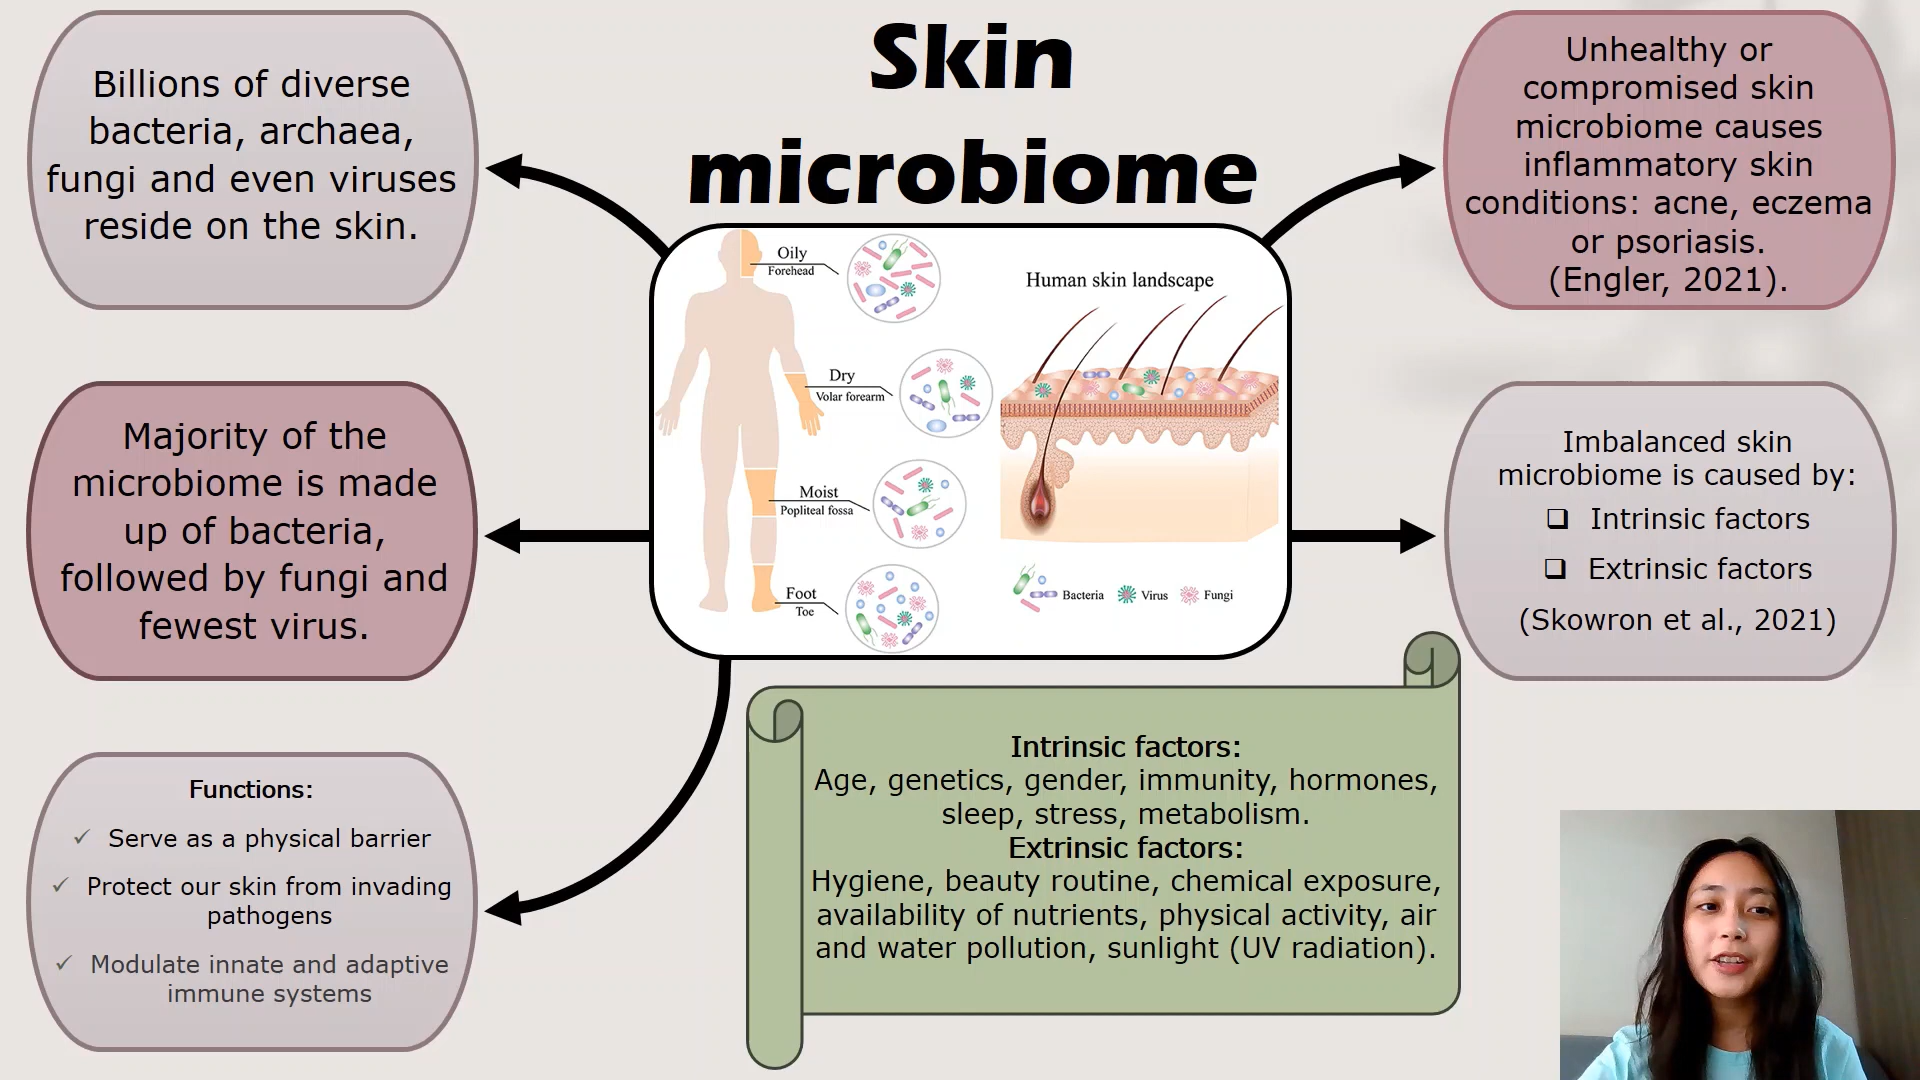 Skin
microbiome
Billions of diverse
bacteria, archaea,
fungi and even viruses
reside on the skin.
Majority of the
microbiome is made
up of bacteria,
followed by fungi and
fewest virus.
Functions:
✓ Serve as a physical barrier
✓ Protect our skin from invading
pathogens
✓ Modulate innate and adaptive
immune systems
Oily
Forehead
Dry
Volar forearm
Moist
Popliteal fossa
Foot
Toe
Human skin landscape
Bacteria Virus Fungi
Unhealthy or
compromised skin
microbiome causes
inflammatory skin
conditions: acne, eczema
or psoriasis.
(Engler, 2021).
Imbalanced skin
microbiome is caused by:
❑ Intrinsic factors
❑ Extrinsic factors
(Skowron et al., 2021)
Intrinsic factors:
Age, genetics, gender, immunity, hormones,
sleep, stress, metabolism.
Extrinsic factors:
Hygiene, beauty routine, chemical exposure,
availability of nutrients, physical activity, air
and water pollution, sunlight (UV radiation).